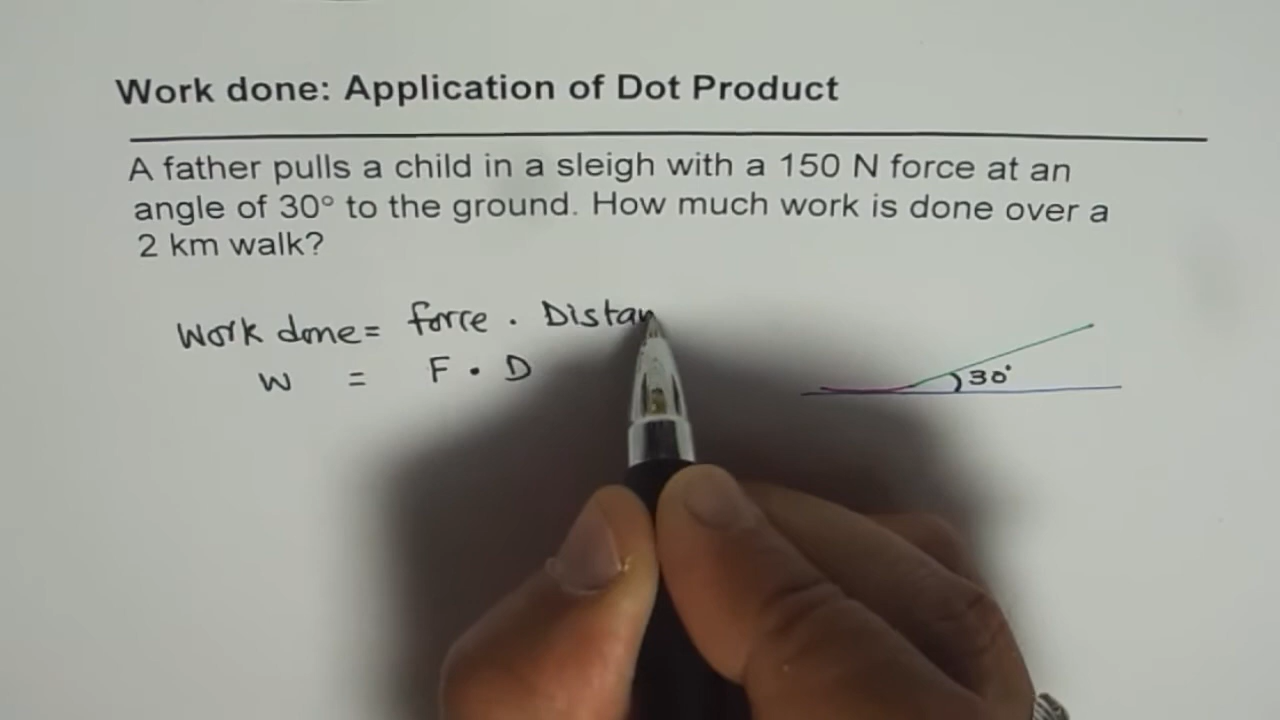 Work done: Application of Dot Product
A father pulls a child in a sleigh with a 150 N force at an
angle of 30° to the ground. How much work is done over a
2 km walk?
Work done = force . Distan
W = F • D
30°